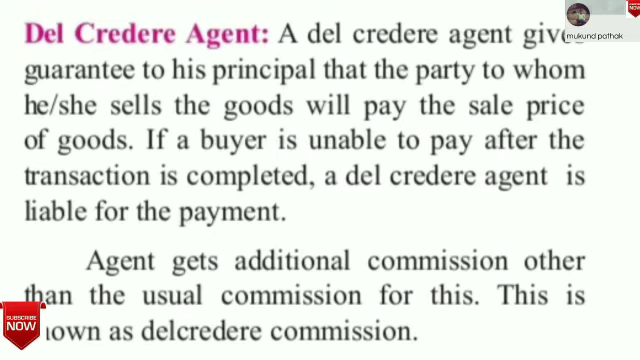 Del Credere Agent: A del credere agent
guarantee to his principal that the party to whom
he/she sells the goods will pay the sale price
of goods. If a buyer is unable to pay after the
transaction is completed, a del credere agent is
liable for the payment.
Agent gets additional commission other
than the usual commission for this. This is
as delcredere commission.
mukund pathak
SUBSCRIBE
NOW